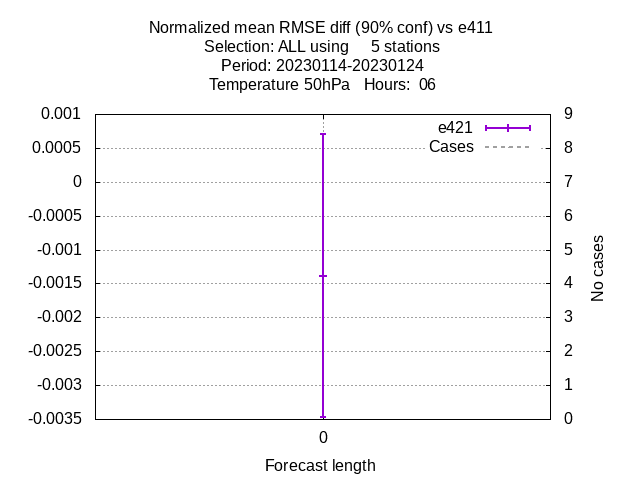 Normalized mean RMSE diff (90% conf) vs e411
Selection: ALL using     5 stations
Period: 20230114-20230124
Temperature 50hPa   Hours:  06
e421
Cases
0.001
0.0005
0
-0.0005
-0.001
-0.0015
-0.002
-0.0025
-0.003
-0.0035
9
8
7
6
5
4
3
2
1
0
No cases
0
Forecast length